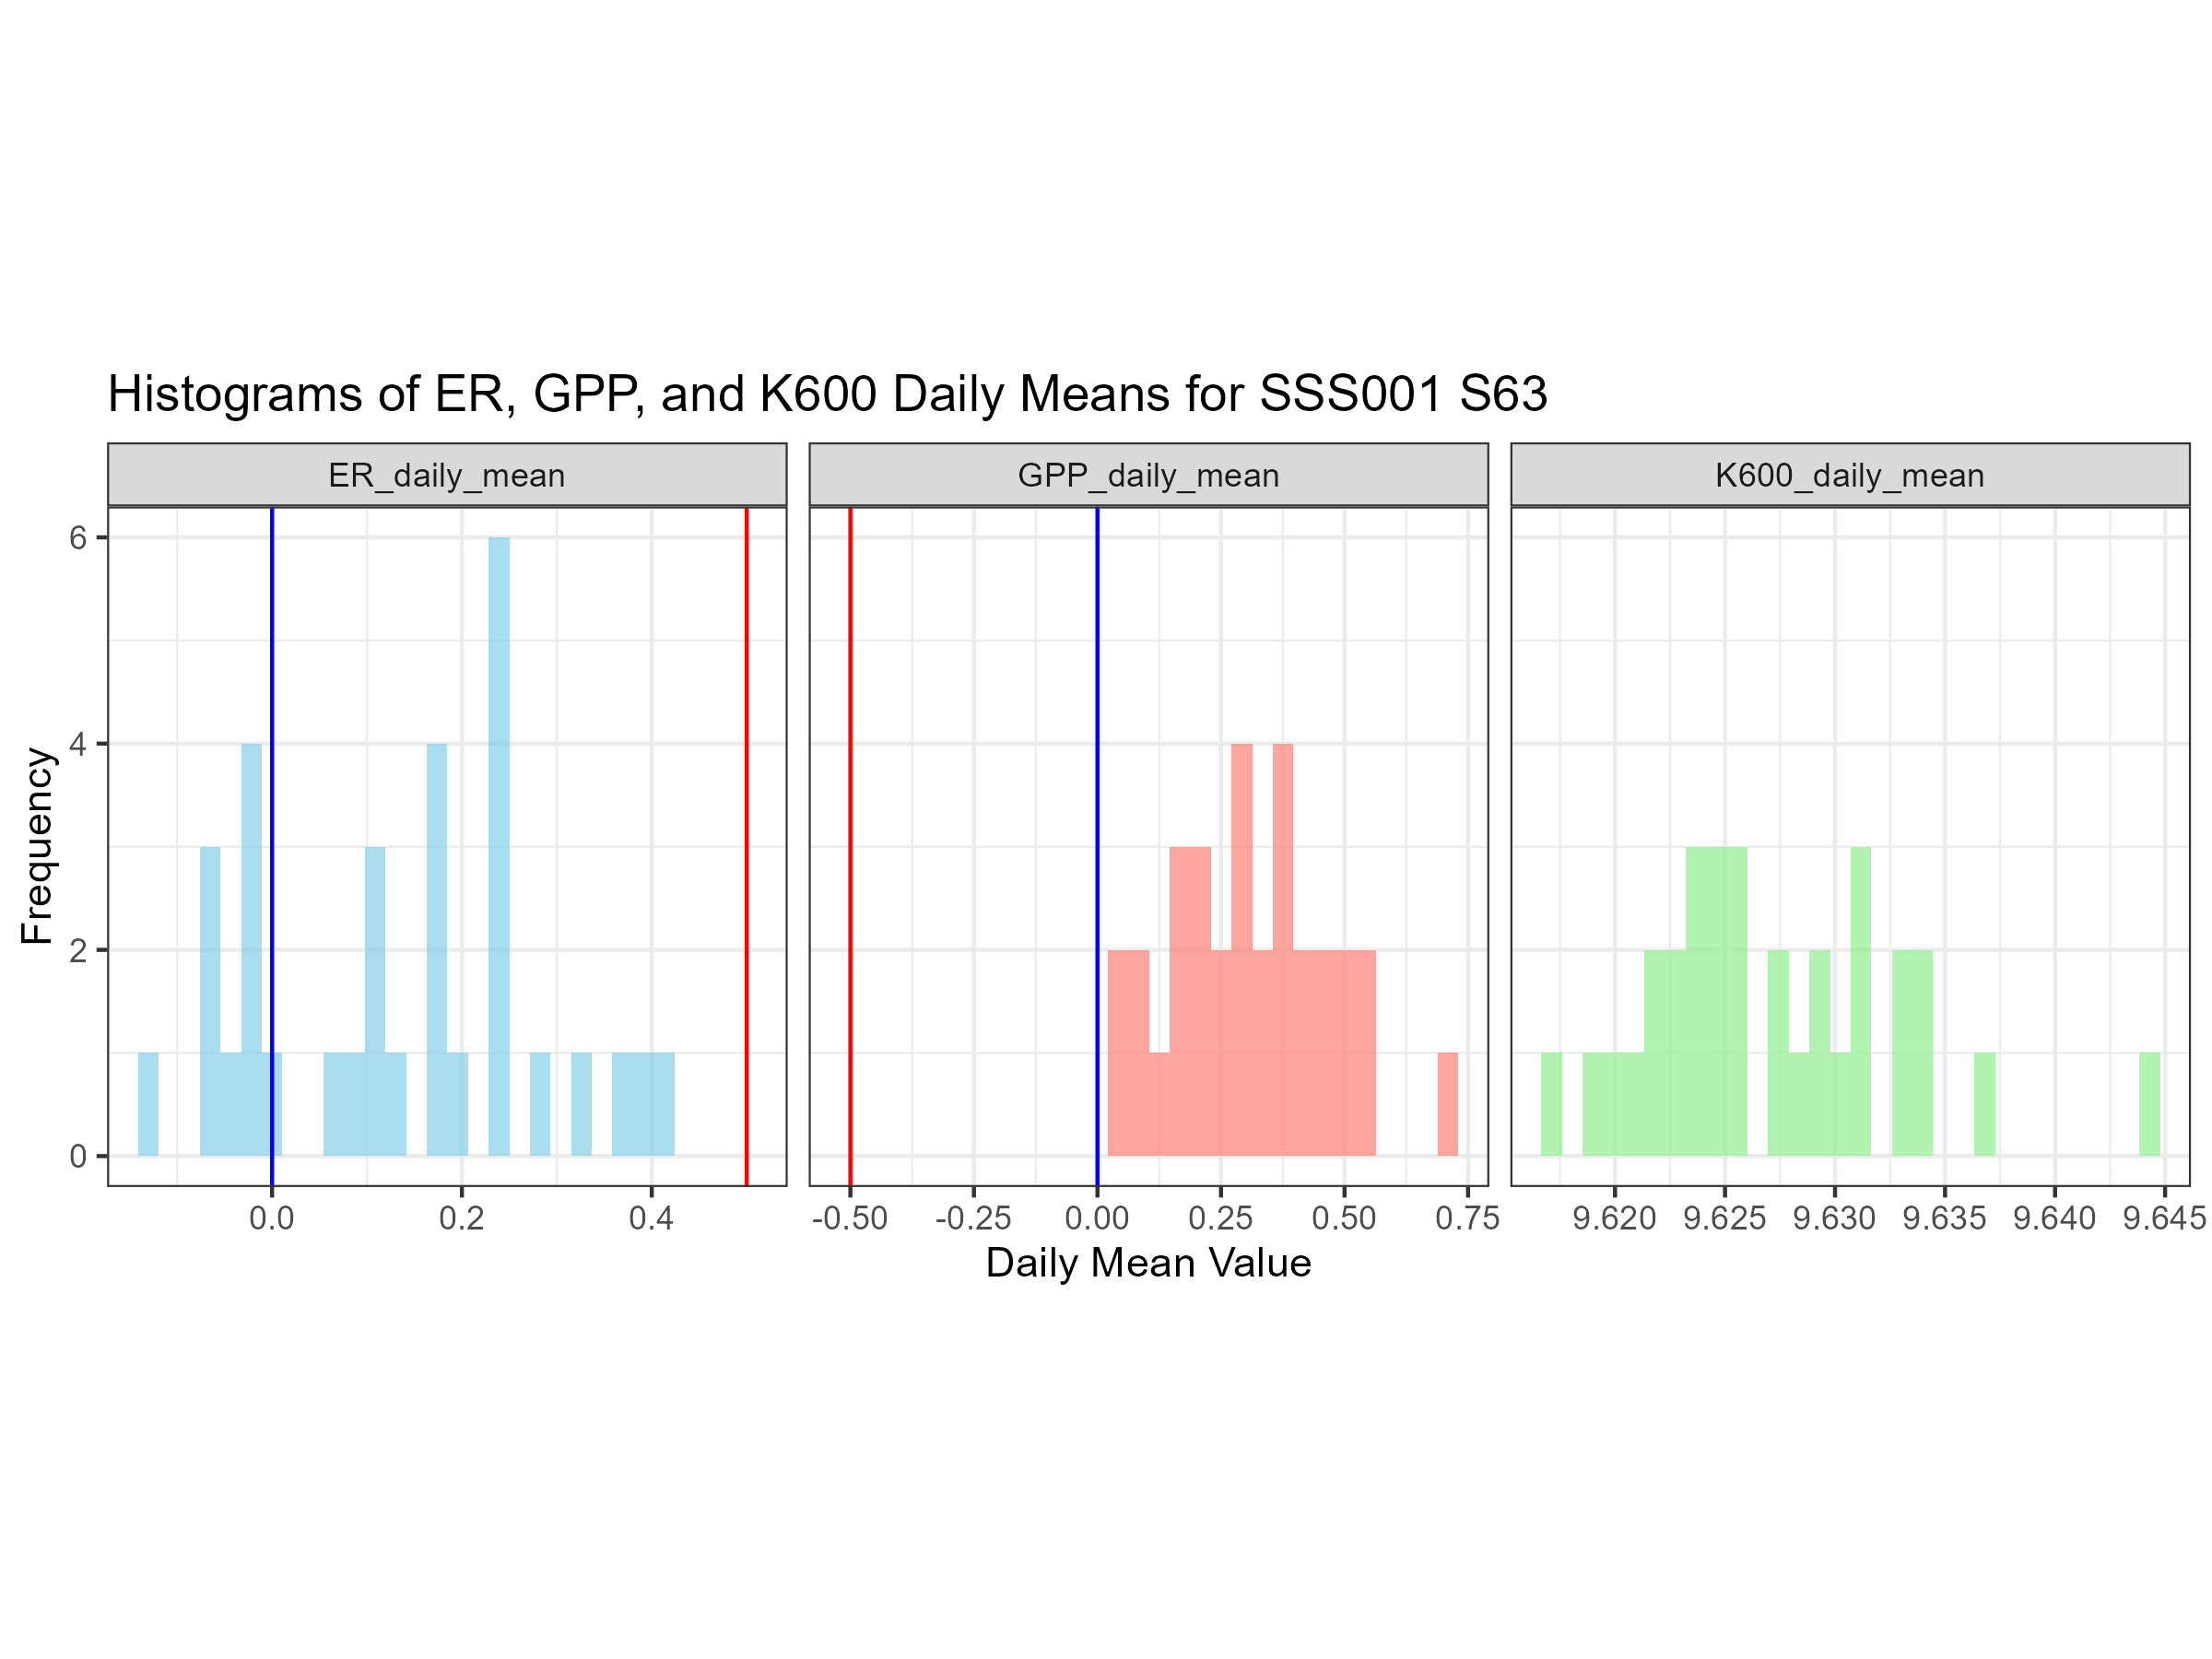 Histograms of ER, GPP, and K600 Daily Means for SSS001 S63
ER_daily_mean GPP_daily_mean K600_daily_mean
Frequency
6
4
2
0
0.0 0.2 0.4 -0.50 -0.25 0.00 0.25 0.50 0.75 9.620 9.625 9.630 9.635 9.640 9.645
Daily Mean Value